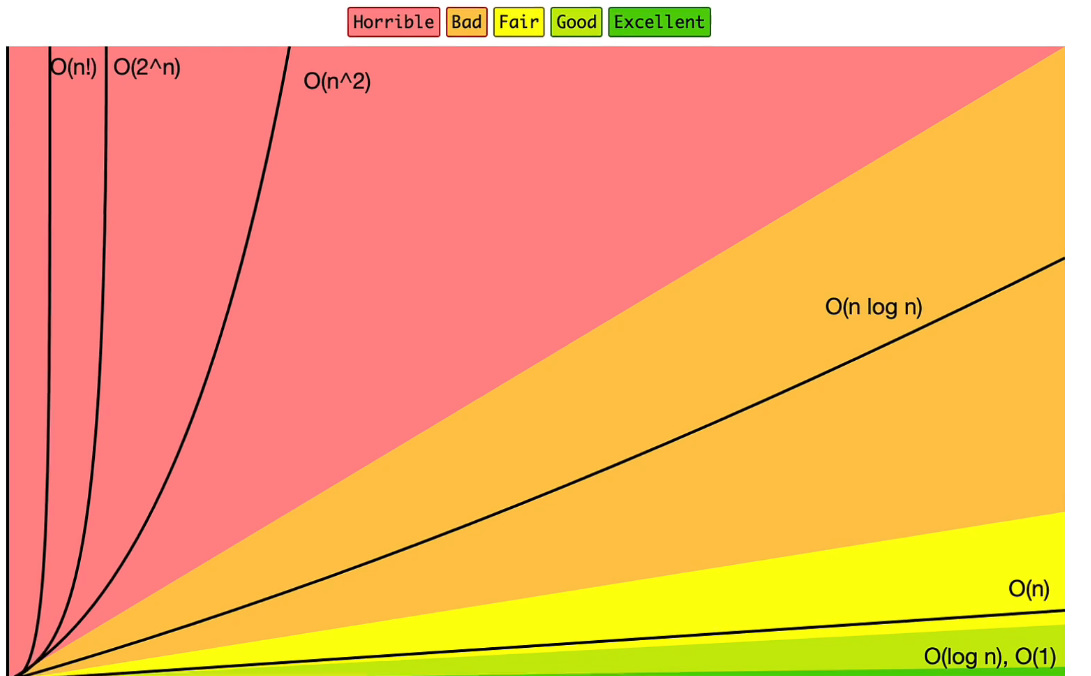 Horrible Bad Fair Good Excellent
O(n!) O(2^n)
O(n^2)
O(n log n)
O(n)
O(log n), O(1)